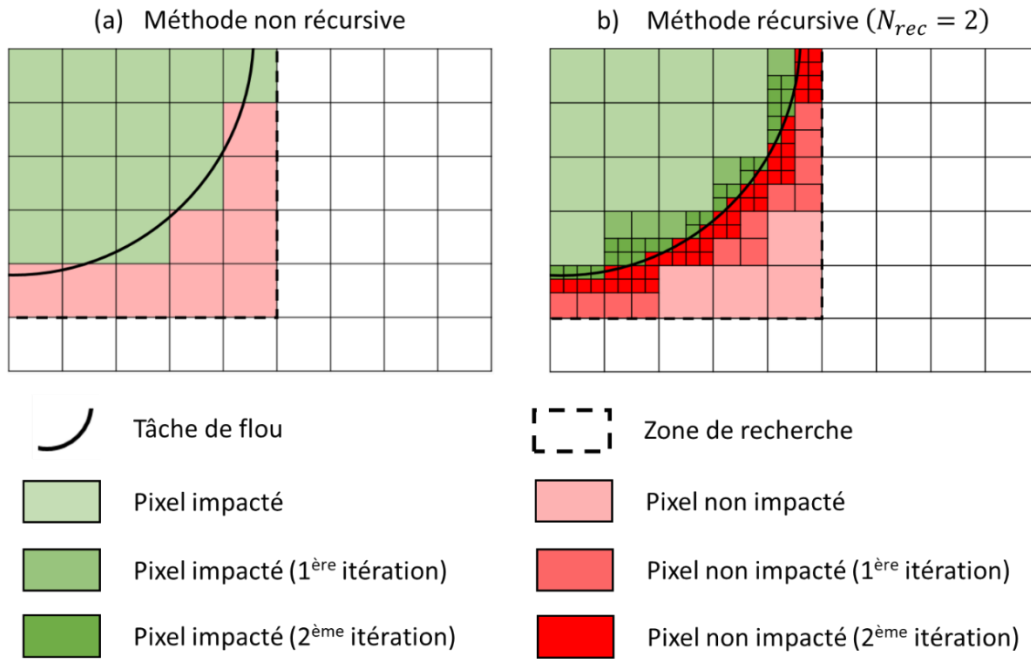 (a) Méthode non récursive
b) Méthode récursive (N_rec = 2)
Tâche de flou
Zone de recherche
Pixel impacté
Pixel non impacté
Pixel impacté (1ère itération)
Pixel non impacté (1ère itération)
Pixel impacté (2ème itération)
Pixel non impacté (2ème itération)